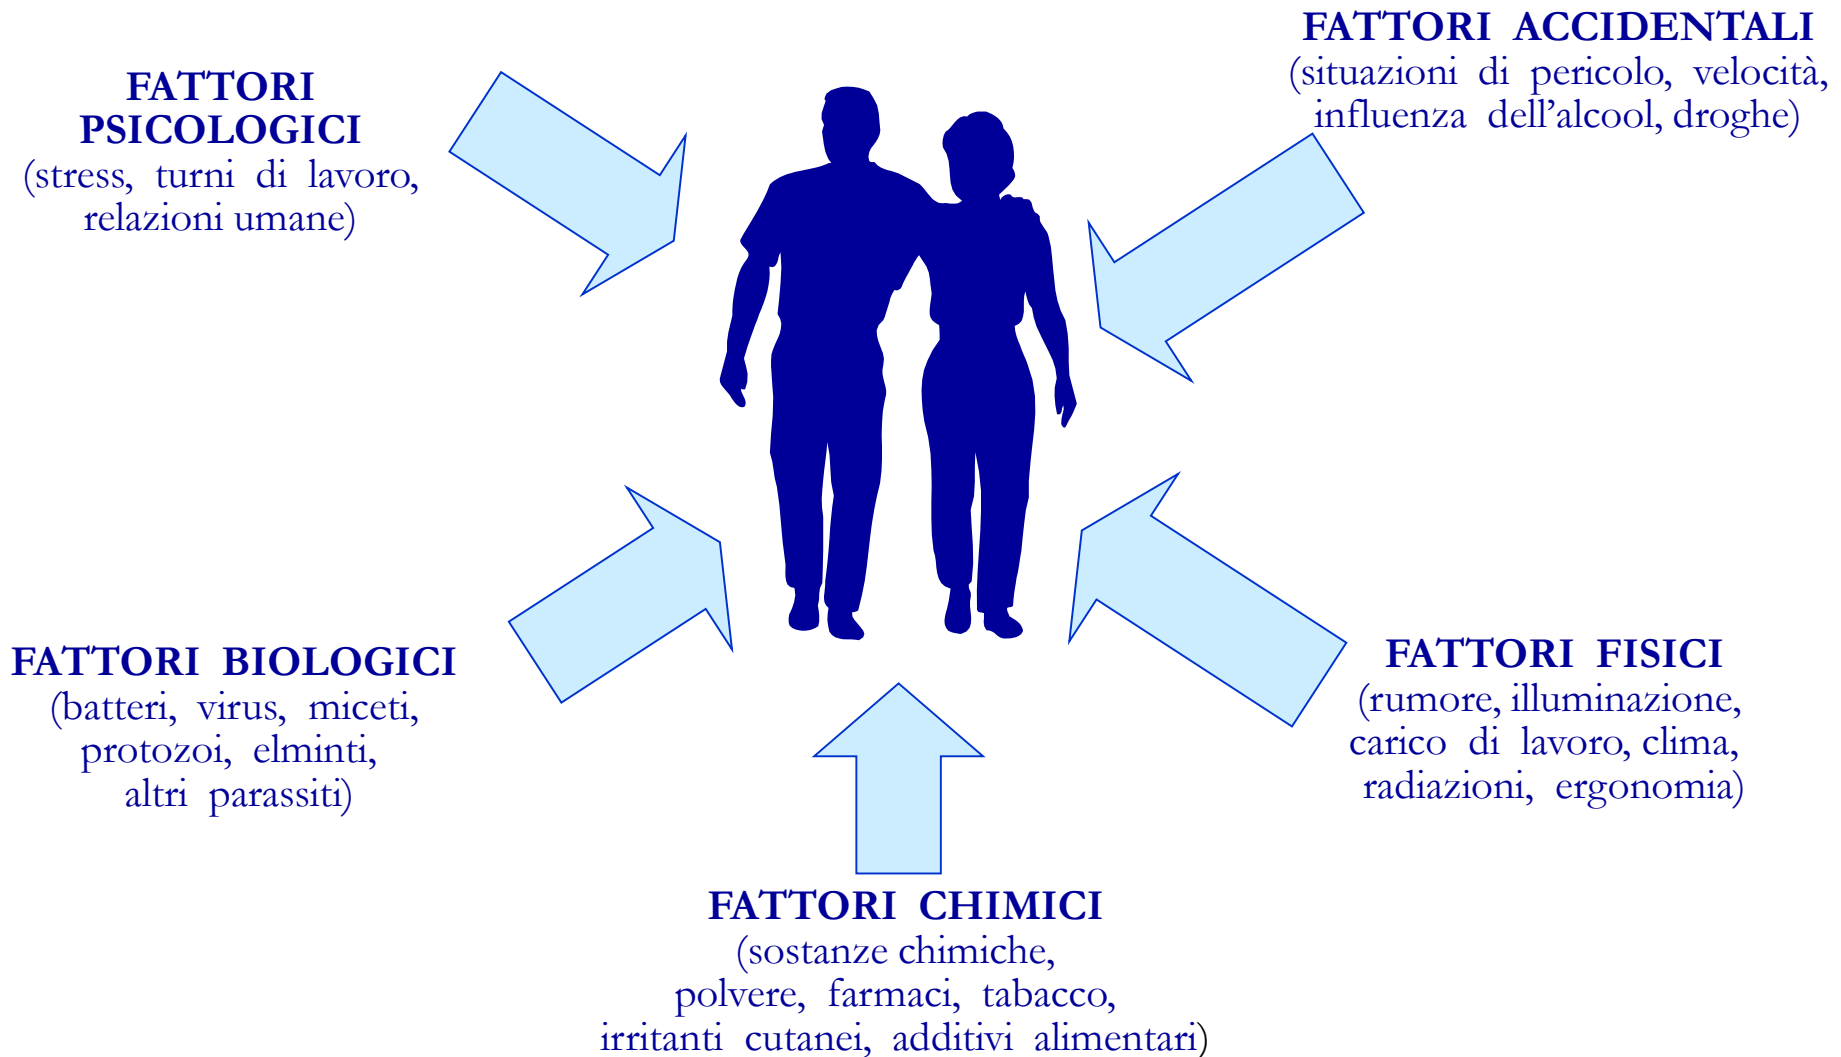 FATTORI
PSICOLOGICI
(stress, turni di lavoro,
relazioni umane)
FATTORI ACCIDENTALI
(situazioni di pericolo, velocità,
influenza dell’alcool, droghe)
FATTORI BIOLOGICI
(batteri, virus, miceti,
protozoi, elminti,
altri parassiti)
FATTORI FISICI
(rumore, illuminazione,
carico di lavoro, clima,
radiazioni, ergonomia)
FATTORI CHIMICI
(sostanze chimiche,
polvere, farmaci, tabacco,
irritanti cutanei, additivi alimentari)